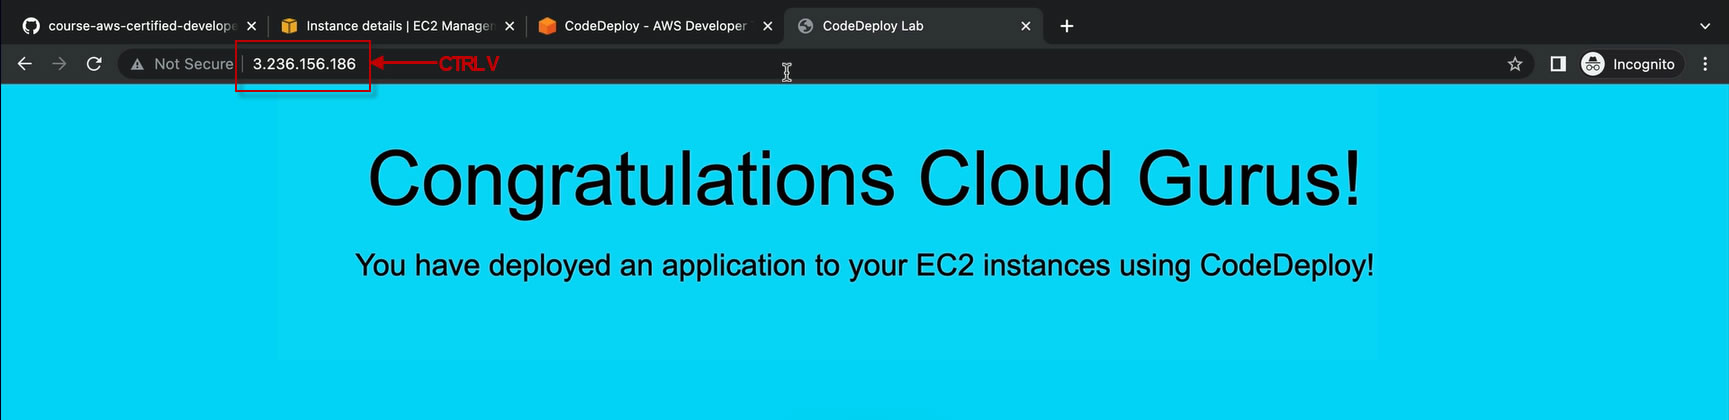 course-aws-certified-develope
Instance details | EC2 Manager
CodeDeploy - AWS Developer
CodeDeploy Lab
Not Secure
3.236.156.186
CTRL V
Incognito
Congratulations Cloud Gurus!
You have deployed an application to your EC2 instances using CodeDeploy!